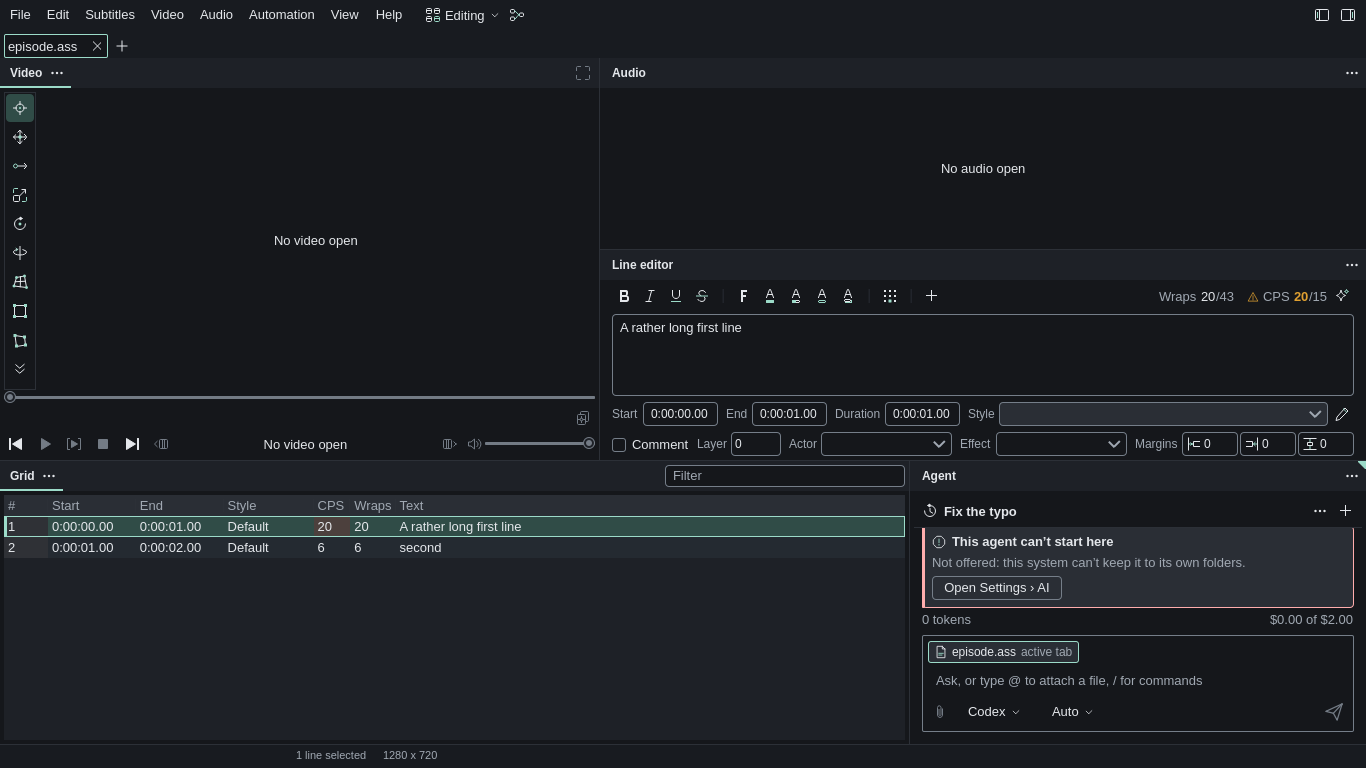 File Edit Subtitles Video Audio Automation View Help Editing
episode.ass
Video
No video open
No video open
Audio
No audio open
Line editor
Wraps 20/43 CPS 20/15
A rather long first line
Start 0:00:00.00 End 0:00:01.00 Duration 0:00:01.00 Style
Comment Layer 0 Actor Effect Margins 0 0 0
Grid Filter
# Start End Style CPS Wraps Text
1 0:00:00.00 0:00:01.00 Default 20 20 A rather long first line
2 0:00:01.00 0:00:02.00 Default 6 6 second
Agent
Fix the typo
This agent can’t start here
Not offered: this system can’t keep it to its own folders.
Open Settings › AI
0 tokens $0.00 of $2.00
episode.ass active tab
Ask, or type @ to attach a file, / for commands
Codex Auto
1 line selected 1280 x 720